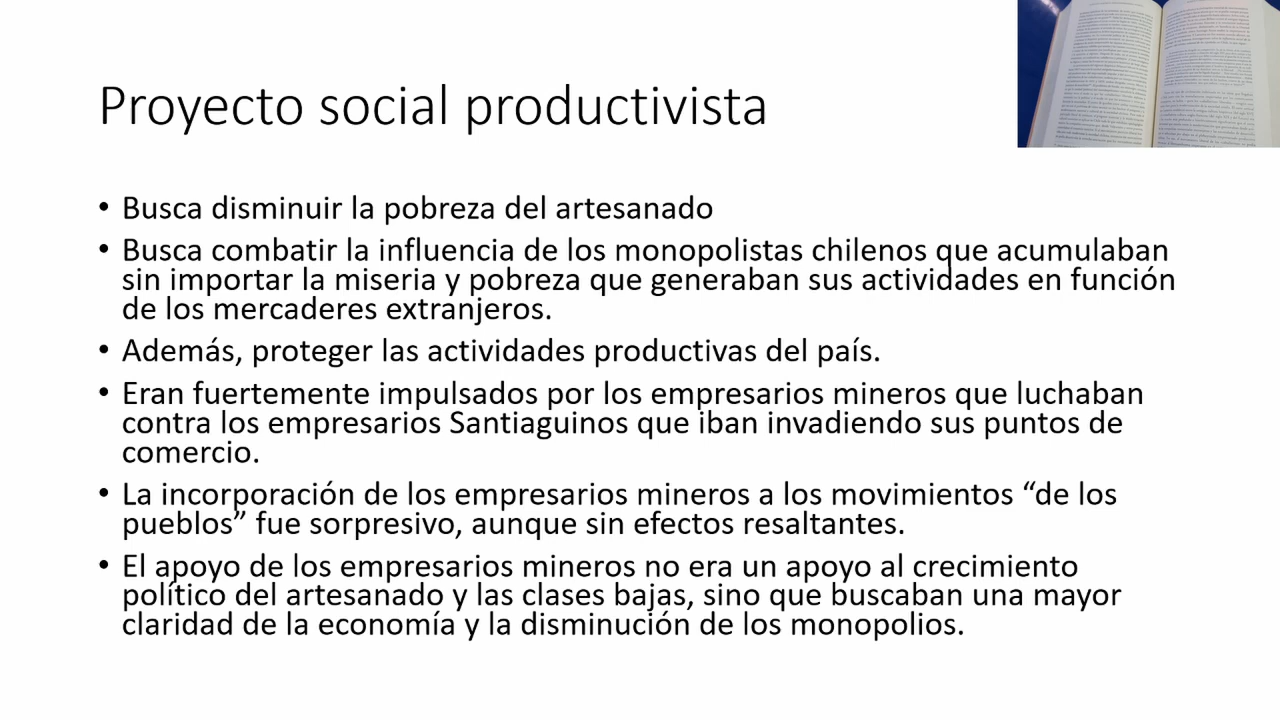 Proyecto social productivista
• Busca disminuir la pobreza del artesanado
• Busca combatir la influencia de los monopolistas chilenos que acumulaban
sin importar la miseria y pobreza que generaban sus actividades en función
de los mercaderes extranjeros.
• Además, proteger las actividades productivas del país.
• Eran fuertemente impulsados por los empresarios mineros que luchaban
contra los empresarios Santiaguinos que iban invadiendo sus puntos de
comercio.
• La incorporación de los empresarios mineros a los movimientos “de los
pueblos” fue sorpresivo, aunque sin efectos resaltantes.
• El apoyo de los empresarios mineros no era un apoyo al crecimiento
político del artesanado y las clases bajas, sino que buscaban una mayor
claridad de la economía y la disminución de los monopolios.